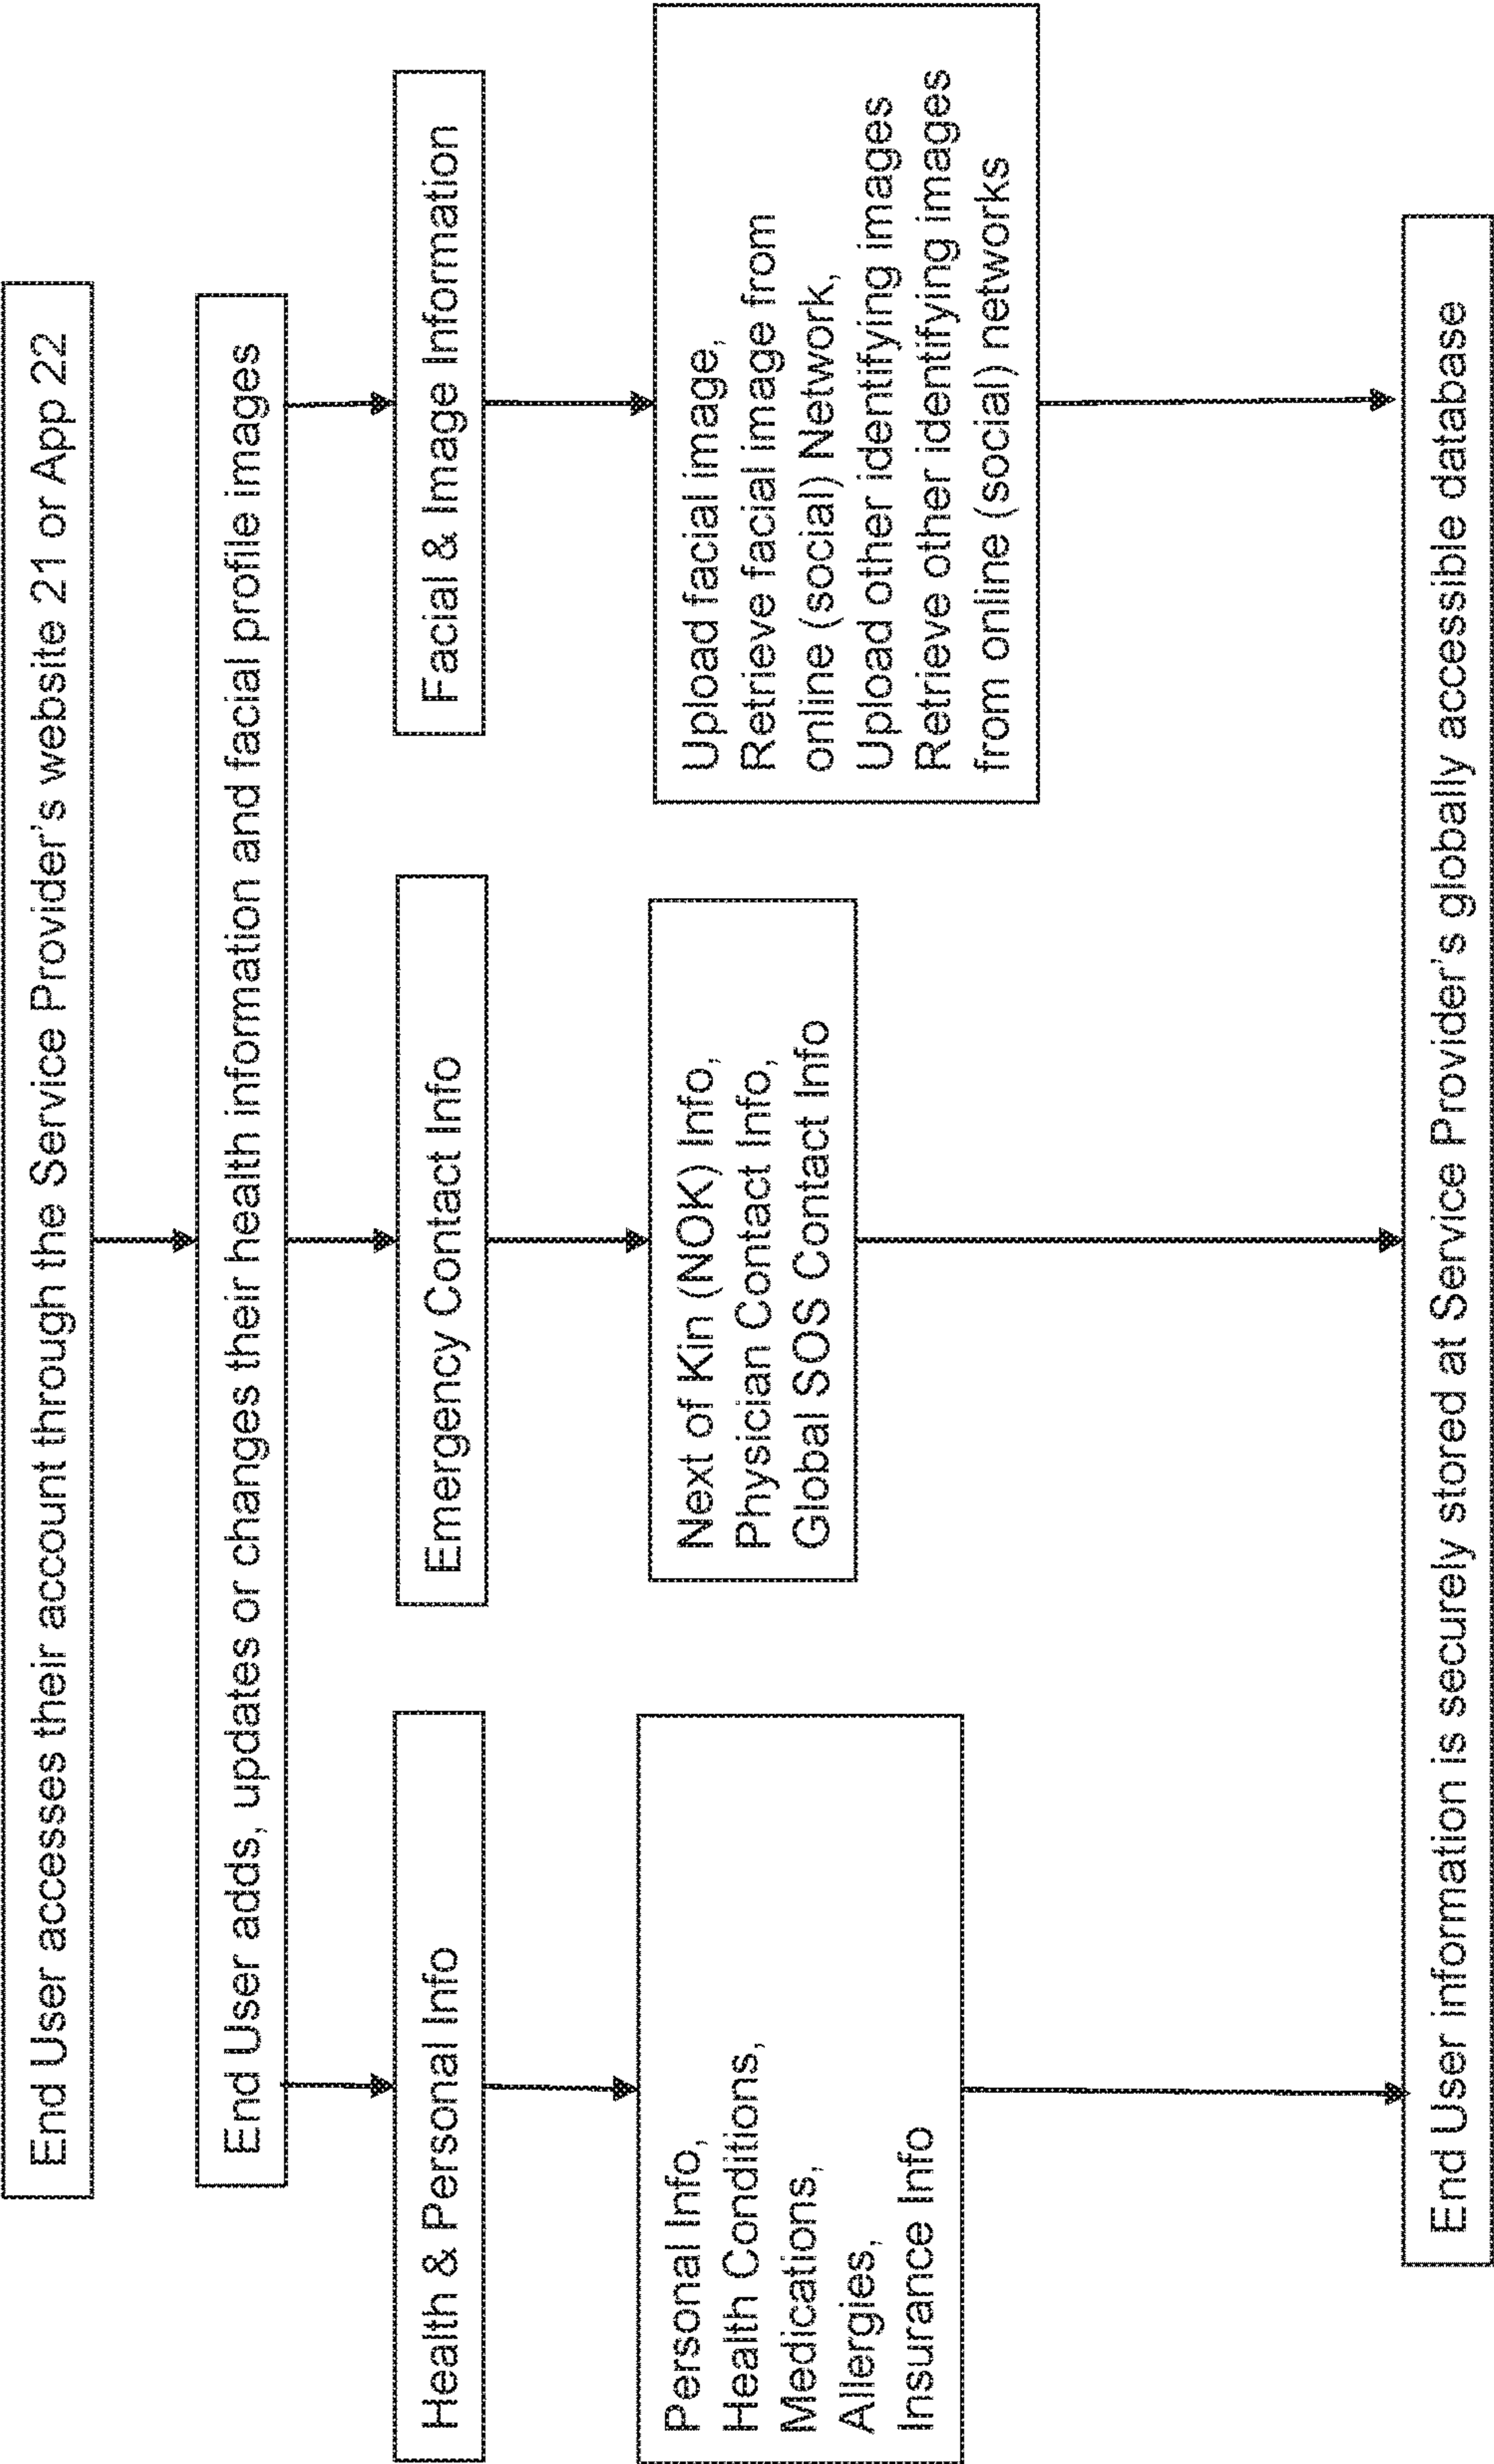 End User accesses their account through the Service Provider's website 21 or App 22
End User adds, updates or changes their health information and facial profile images
Health & Personal Info
Emergency Contact Info
Facial & Image Information
Personal Info,
Health Conditions,
Medications,
Allergies,
Insurance Info
Next of Kin (NOK) Info,
Physician Contact Info,
Global SOS Contact Info
Upload facial image,
Retrieve facial image from
online (social) Network,
Upload other identifying images
Retrieve other identifying images
from online (social) networks
End User information is securely stored at Service Provider's globally accessible database